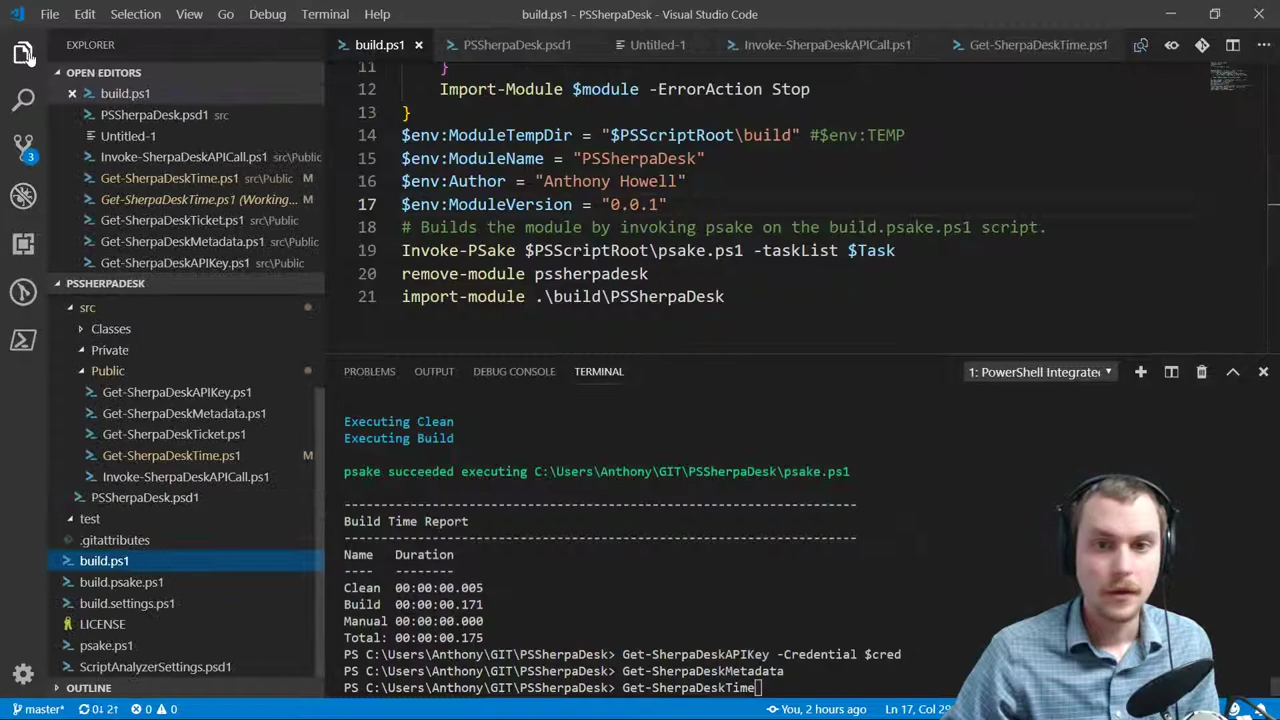 File Edit Selection View Go Debug Terminal Help build.ps1 - PSSherpaDesk - Visual Studio Code
EXPLORER
OPEN EDITORS
build.ps1
PSSherpaDesk.psd1 src
Untitled-1
Invoke-SherpaDeskAPICall.ps1 src\Public
Get-SherpaDeskTime.ps1 src\Public M
Get-SherpaDeskTime.ps1 (Working...
Get-SherpaDeskTicket.ps1 src\Public
Get-SherpaDeskMetadata.ps1 src\Public
Get-SherpaDeskAPIKey.ps1 src\Public
3
PSSHERPADESK
src
Classes
Private
Public
Get-SherpaDeskAPIKey.ps1
Get-SherpaDeskMetadata.ps1
Get-SherpaDeskTicket.ps1
Get-SherpaDeskTime.ps1 M
Invoke-SherpaDeskAPICall.ps1
PSSherpaDesk.psd1
test
.gitattributes
build.ps1
build.psake.ps1
build.settings.ps1
LICENSE
psake.ps1
ScriptAnalyzerSettings.psd1
OUTLINE
build.ps1 PSSherpaDesk.psd1 Untitled-1 Invoke-SherpaDeskAPICall.ps1 Get-SherpaDeskTime.ps1
11 }
12 Import-Module $module -ErrorAction Stop
13 }
14 $env:ModuleTempDir = "$PSScriptRoot\build" #$env:TEMP
15 $env:ModuleName = "PSSherpaDesk"
16 $env:Author = "Anthony Howell"
17 $env:ModuleVersion = "0.0.1"
18 # Builds the module by invoking psake on the build.psake.ps1 script.
19 Invoke-PSake $PSScriptRoot\psake.ps1 -taskList $Task
20 remove-module pssherpadesk
21 import-module .\build\PSSherpaDesk
PROBLEMS OUTPUT DEBUG CONSOLE TERMINAL 1: PowerShell Integrate
Executing Clean
Executing Build
psake succeeded executing C:\Users\Anthony\GIT\PSSherpaDesk\psake.ps1
----------------------------------------------------------------------
Build Time Report
----------------------------------------------------------------------
Name Duration
---- --------
Clean 00:00:00.005
Build 00:00:00.171
Manual 00:00:00.000
Total: 00:00:00.175
PS C:\Users\Anthony\GIT\PSSherpaDesk> Get-SherpaDeskAPIKey -Credential $cred
PS C:\Users\Anthony\GIT\PSSherpaDesk> Get-SherpaDeskMetadata
PS C:\Users\Anthony\GIT\PSSherpaDesk> Get-SherpaDeskTime
master* 0↓ 2↑ 0 0 You, 2 hours ago Ln 17, Col 29